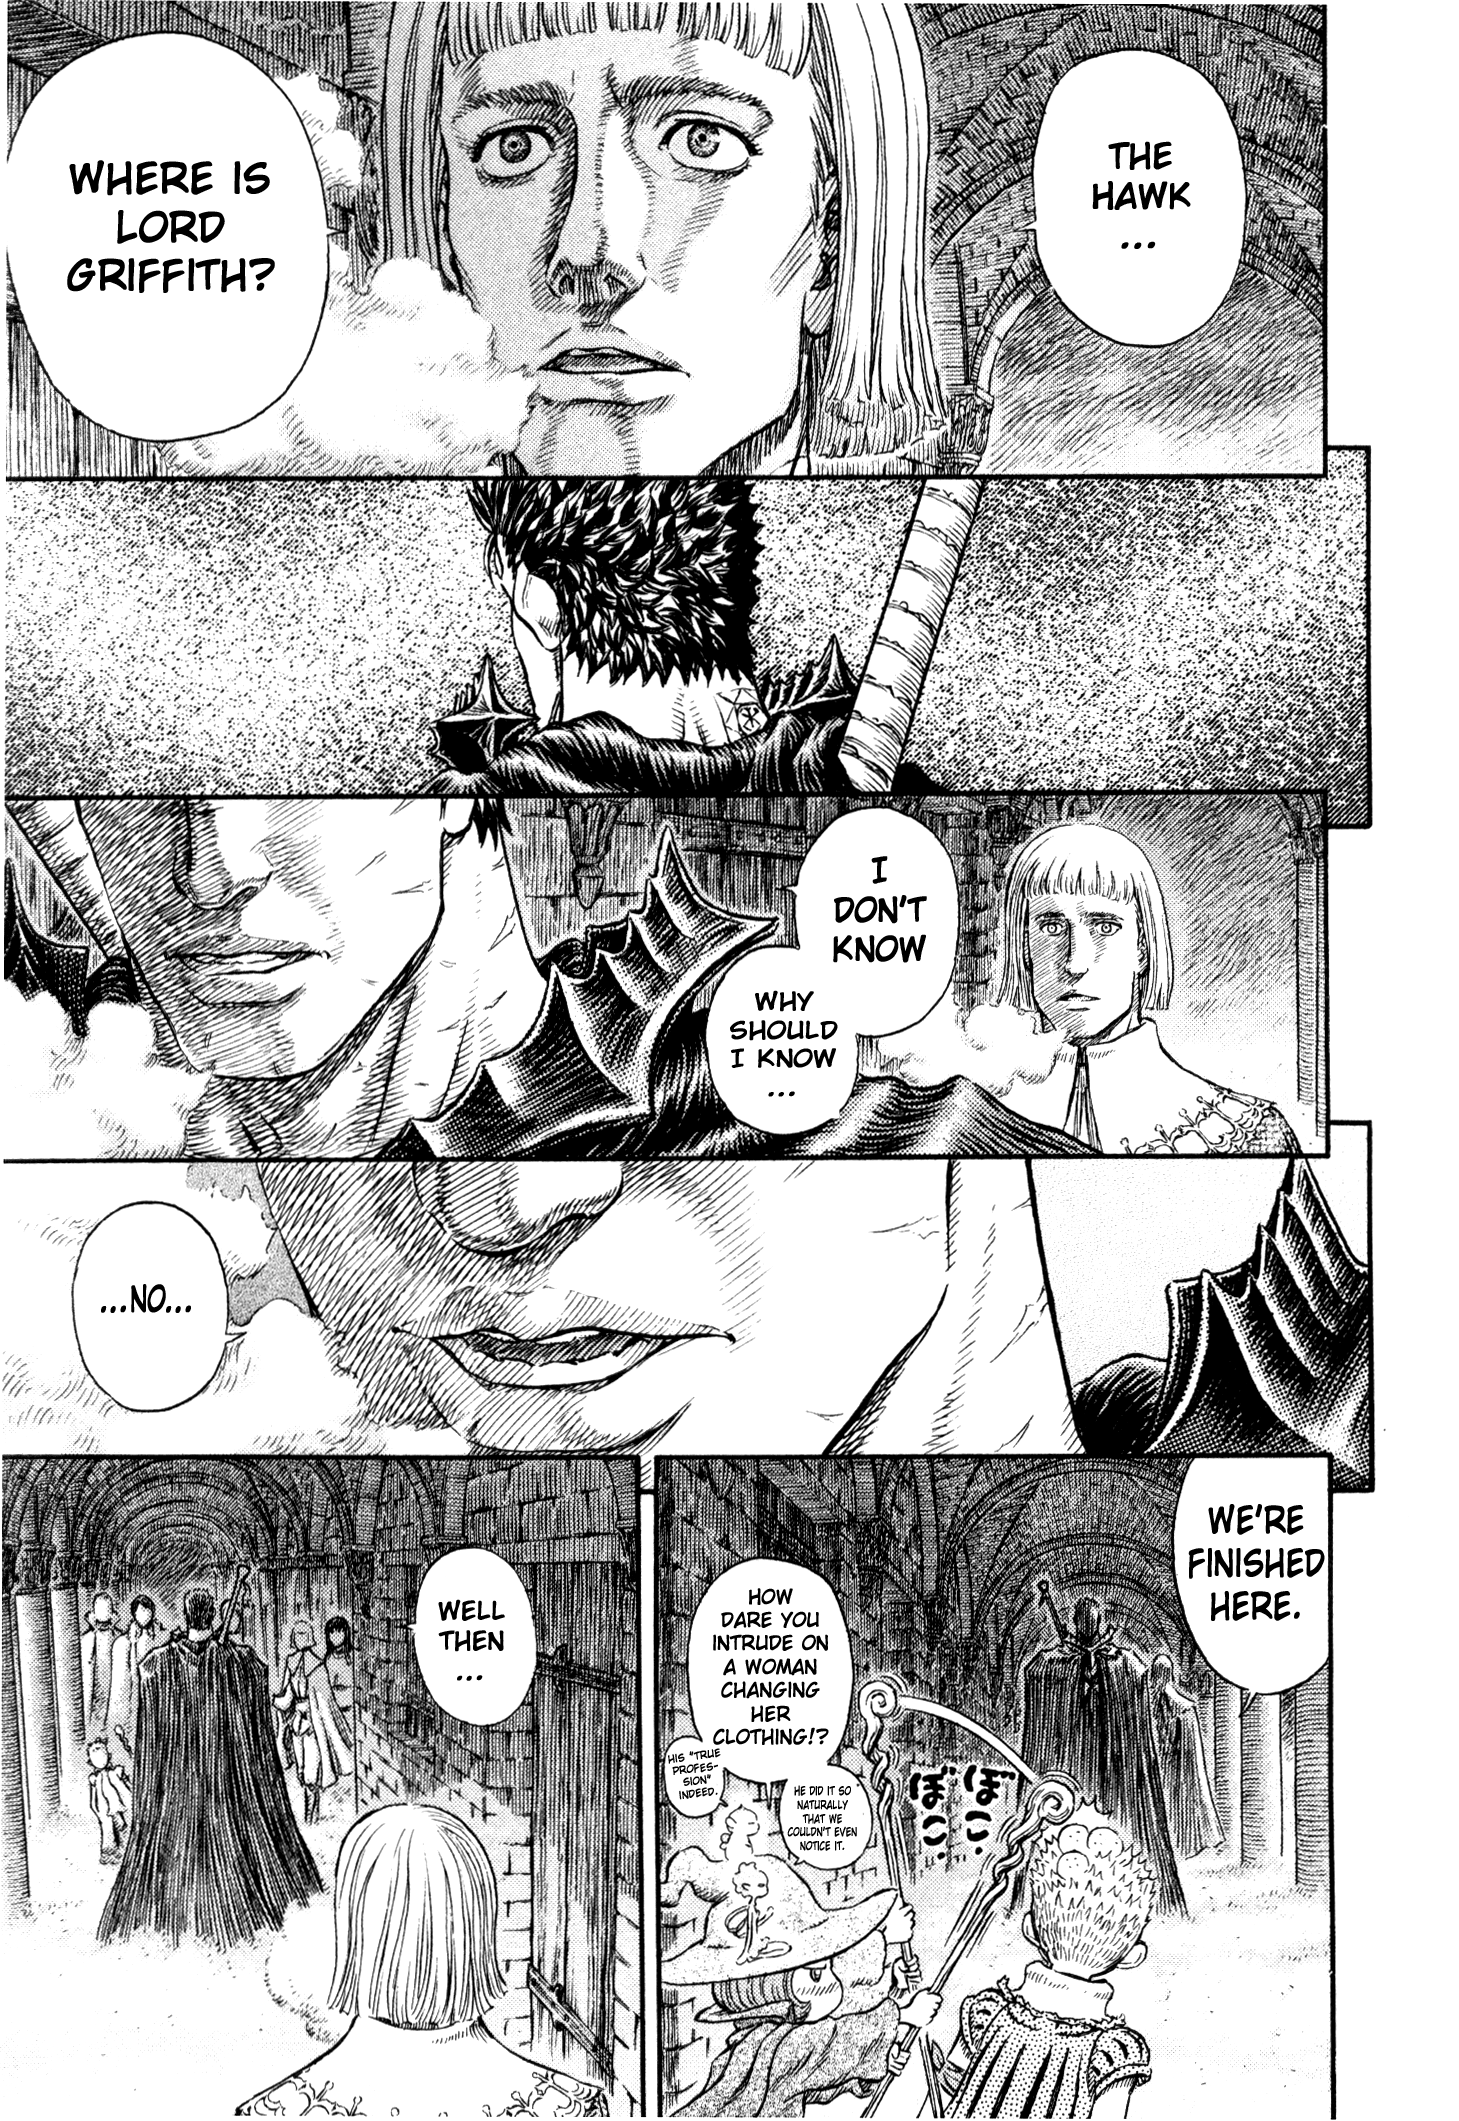 THE
HAWK
...
WHERE IS
LORD
GRIFFITH?
I
DON'T
KNOW
WHY
SHOULD
I KNOW
...
...NO...
WE'RE
FINISHED
HERE.
HOW
DARE YOU
INTRUDE ON
A WOMAN
CHANGING
HER
CLOTHING!?
HE DID IT SO
NATURALLY
THAT WE
COULDN'T EVEN
NOTICE IT.
HIS "TRUE
PROFES-
SION"
INDEED.
ぼこ
ぼこ
WELL
THEN
...